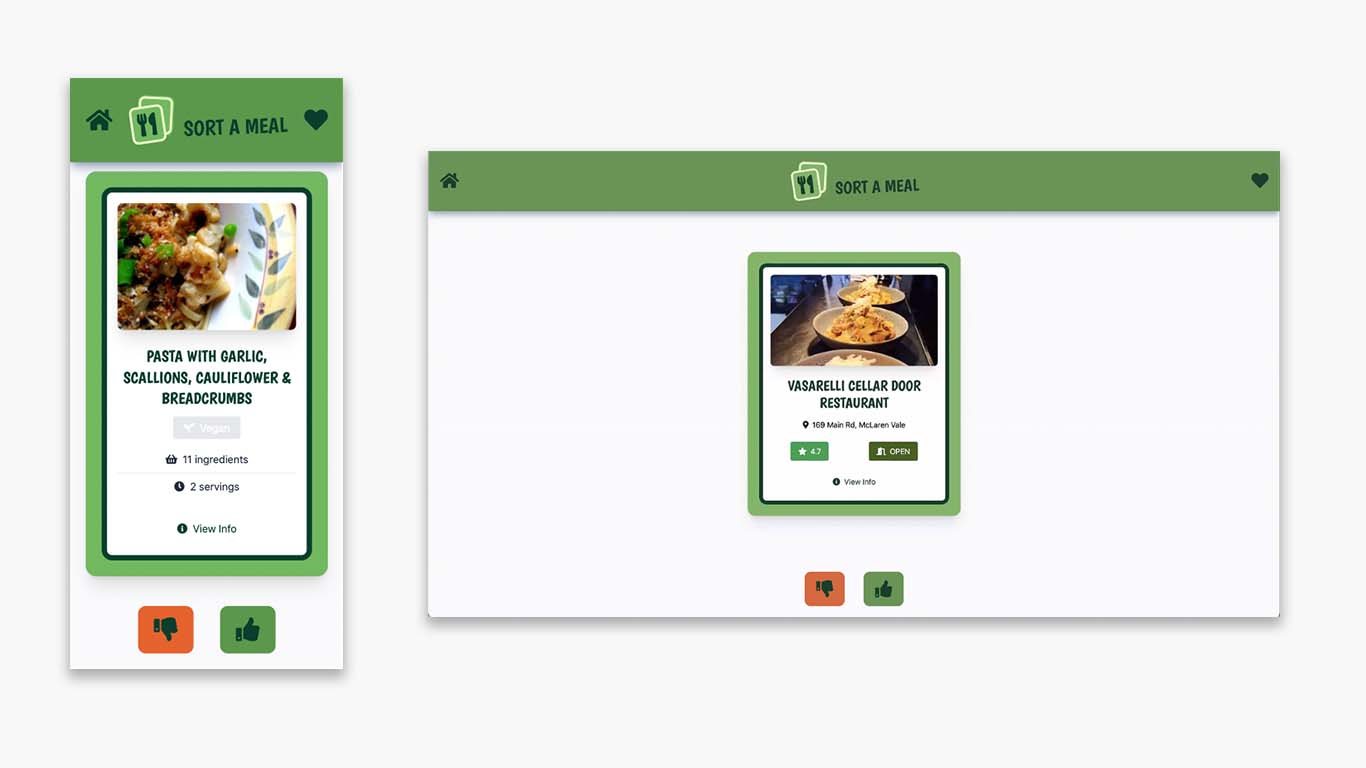 SORT A MEAL
PASTA WITH GARLIC,
SCALLIONS, CAULIFLOWER &
BREADCRUMBS
Vegan
11 ingredients
2 servings
View Info
SORT A MEAL
VASARELLI CELLAR DOOR
RESTAURANT
169 Main Rd, McLaren Vale
4.7
OPEN
View Info